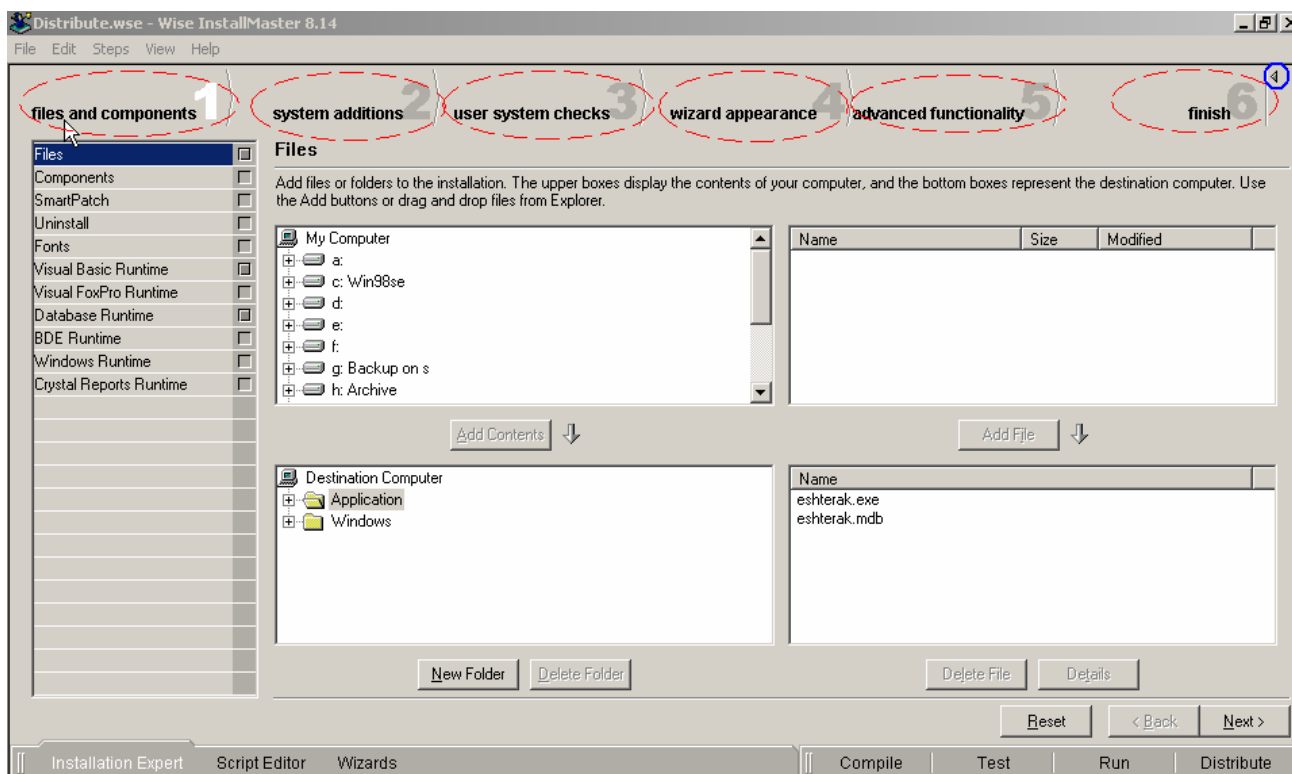 Distribute.wse - Wise InstallMaster 8.14
File Edit Steps View Help
files and components 1 system additions 2 user system checks 3 wizard appearance 4 advanced functionality 5 finish 6
Files
Components
SmartPatch
Uninstall
Fonts
Visual Basic Runtime
Visual FoxPro Runtime
Database Runtime
BDE Runtime
Windows Runtime
Crystal Reports Runtime
Files
Add files or folders to the installation. The upper boxes display the contents of your computer, and the bottom boxes represent the destination computer. Use
the Add buttons or drag and drop files from Explorer.
My Computer
a:
c: Win98se
d:
e:
f:
g: Backup on s
h: Archive
Name Size Modified
Add Contents Add File
Destination Computer
Application
Windows
Name
eshterak.exe
eshterak.mdb
New Folder Delete Folder Delete File Details
Reset < Back Next >
Installation Expert Script Editor Wizards Compile Test Run Distribute